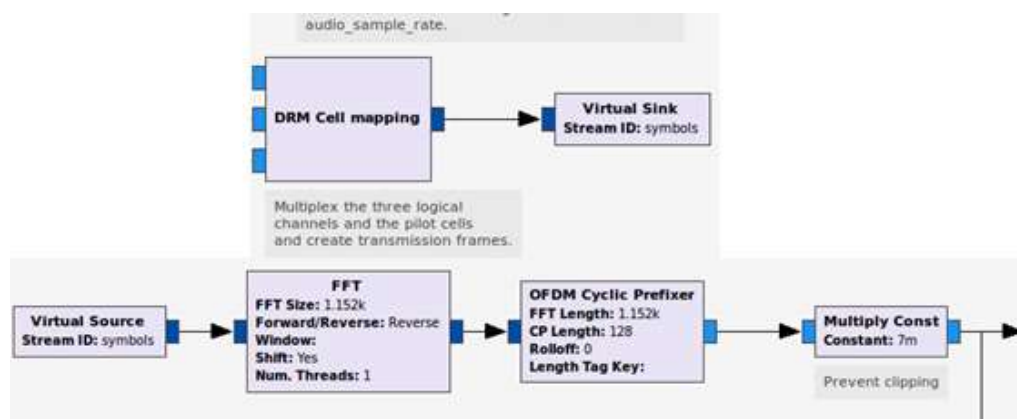 audio_sample_rate.
DRM Cell mapping
Virtual Sink
Stream ID: symbols
Multiplex the three logical
channels and the pilot cells
and create transmission frames.
Virtual Source
Stream ID: symbols
FFT
FFT Size: 1.152k
Forward/Reverse: Reverse
Window:
Shift: Yes
Num. Threads: 1
OFDM Cyclic Prefixer
FFT Length: 1.152k
CP Length: 128
Rolloff: 0
Length Tag Key:
Multiply Const
Constant: 7m
Prevent clipping